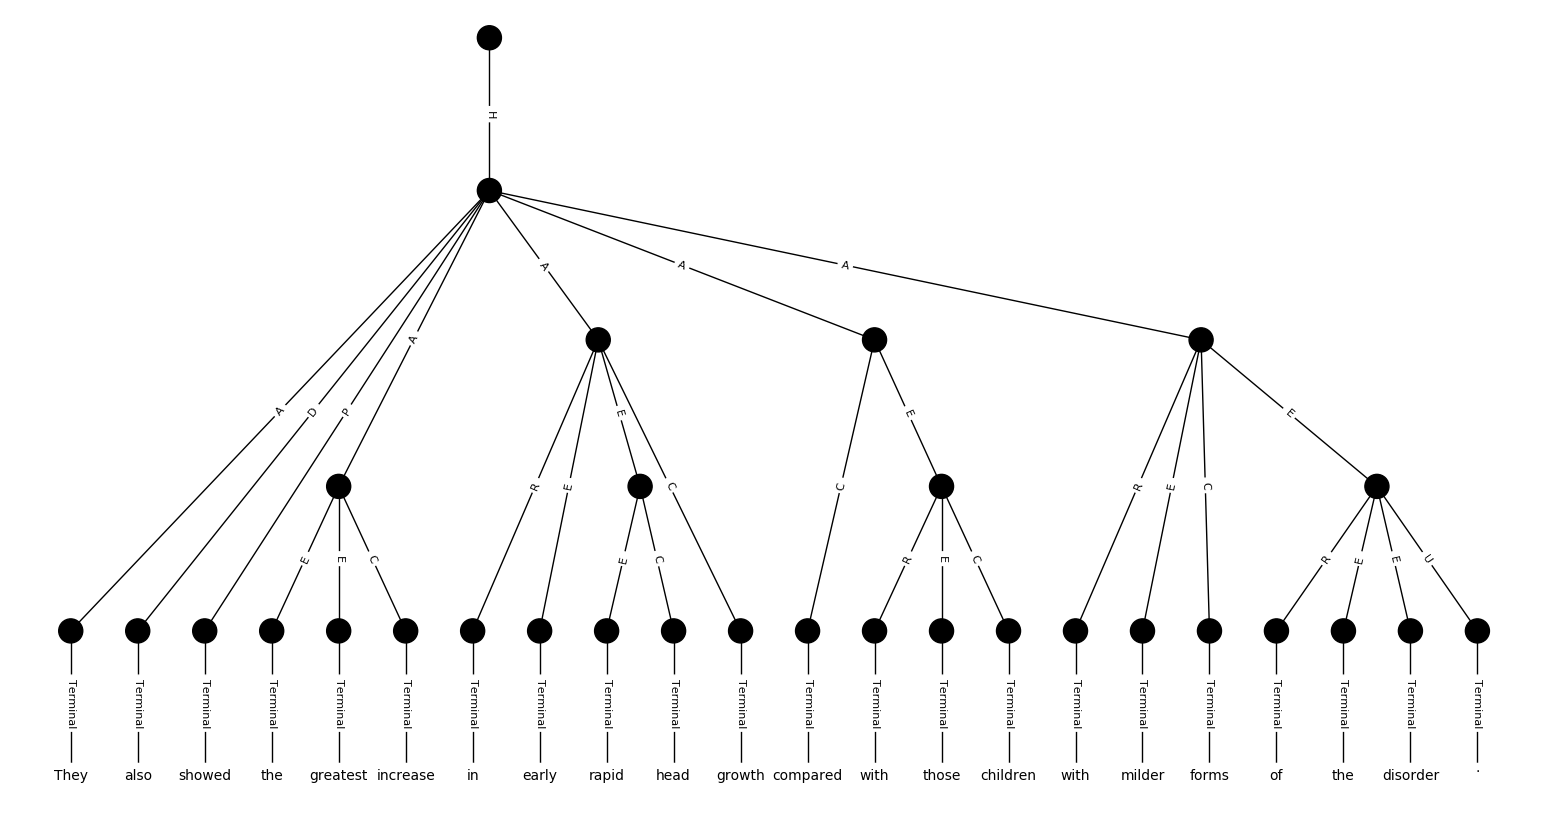 H
A
A
A
A
A
D
P
E
E
R
E
C
E
C
R
E
C
E
E
C
E
C
R
E
C
R
E
E
U
Terminal Terminal Terminal Terminal Terminal Terminal Terminal Terminal Terminal Terminal Terminal Terminal Terminal Terminal Terminal Terminal Terminal Terminal Terminal Terminal Terminal Terminal
They also showed the greatest increase in early rapid head growth compared with those children with milder forms of the disorder .